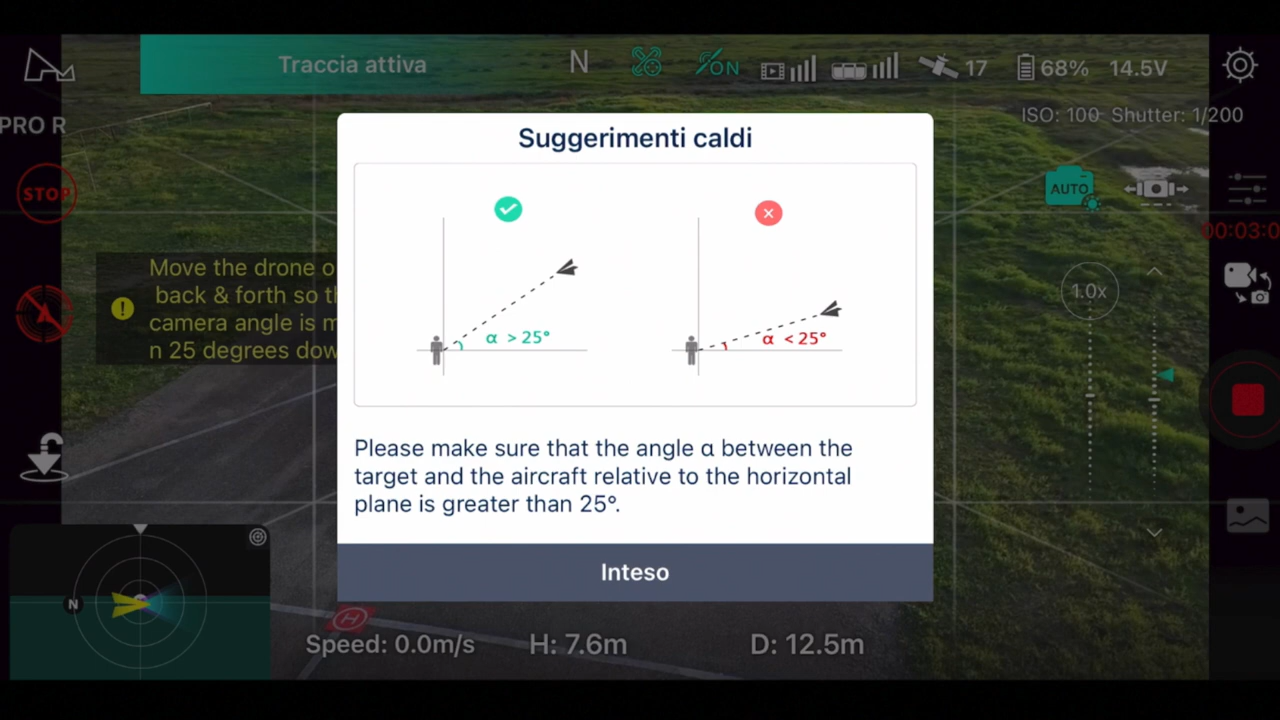 Traccia attiva
N
ON
17
68%
14.5V
ISO: 100 Shutter: 1/200
PRO R
STOP
AUTO
00:03:0
1.0x
Move the drone o
back & forth so th
camera angle is m
n 25 degrees dow
Suggerimenti caldi
α > 25°
α < 25°
Please make sure that the angle α between the
target and the aircraft relative to the horizontal
plane is greater than 25°.
Inteso
N
H
Speed: 0.0m/s
H: 7.6m
D: 12.5m